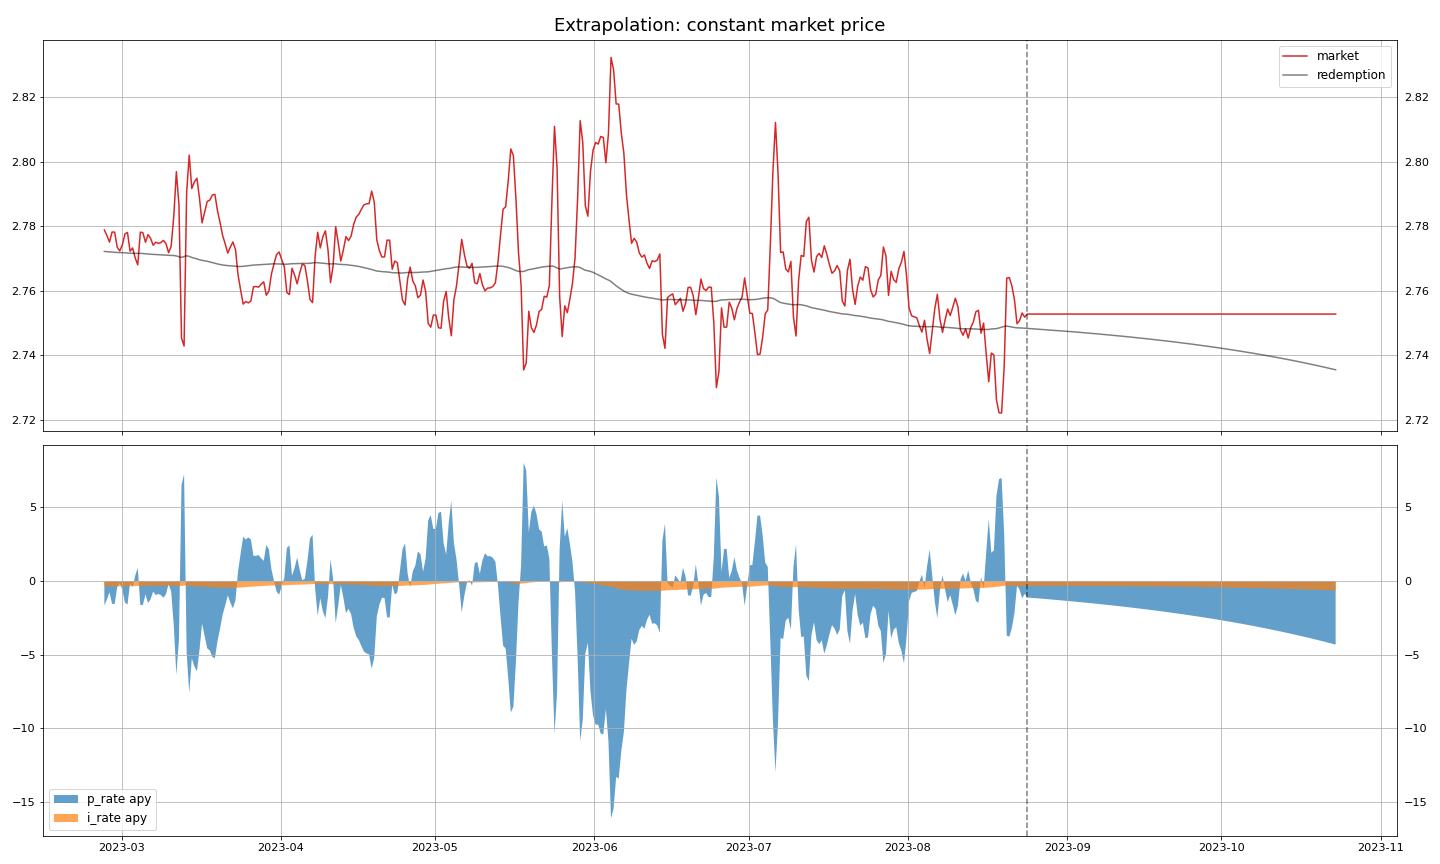 Extrapolation: constant market price
market
redemption
2.82 2.82
2.80 2.80
2.78 2.78
2.76 2.76
2.74 2.74
2.72 2.72
5 5
0 0
−5 −5
−10 −10
−15 −15
p_rate apy
i_rate apy
2023-03 2023-04 2023-05 2023-06 2023-07 2023-08 2023-09 2023-10 2023-11